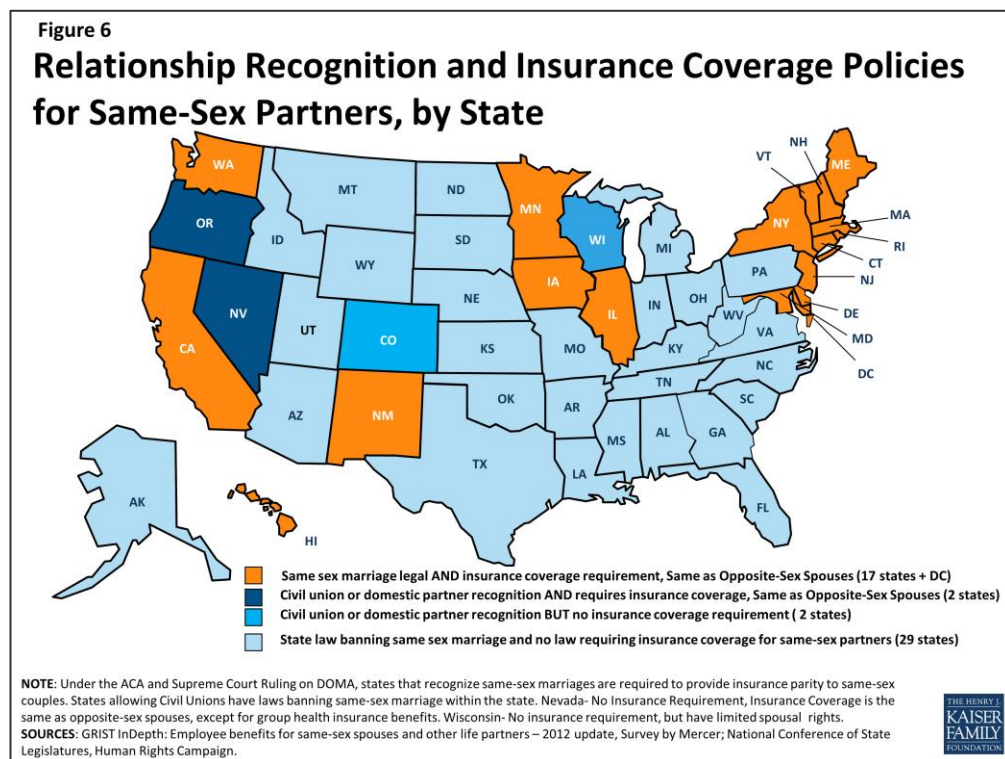 Figure 6
Relationship Recognition and Insurance Coverage Policies
for Same-Sex Partners, by State
WA
OR
CA
NV
ID
MT
WY
UT
AZ
CO
NM
ND
SD
NE
KS
OK
TX
MN
IA
MO
AR
LA
WI
IL
MI
IN
OH
KY
TN
MS
AL
GA
FL
SC
NC
VA
WV
PA
NY
VT
NH
ME
MA
RI
CT
NJ
DE
MD
DC
AK
HI
Same sex marriage legal AND insurance coverage requirement, Same as Opposite-Sex Spouses (17 states + DC)
Civil union or domestic partner recognition AND requires insurance coverage, Same as Opposite-Sex Spouses (2 states)
Civil union or domestic partner recognition BUT no insurance coverage requirement ( 2 states)
State law banning same sex marriage and no law requiring insurance coverage for same-sex partners (29 states)
NOTE: Under the ACA and Supreme Court Ruling on DOMA, states that recognize same-sex marriages are required to provide insurance parity to same-sex
couples. States allowing Civil Unions have laws banning same-sex marriage within the state. Nevada- No Insurance Requirement, Insurance Coverage is the
same as opposite-sex spouses, except for group health insurance benefits. Wisconsin- No insurance requirement, but have limited spousal rights.
SOURCES: GRIST InDepth: Employee benefits for same-sex spouses and other life partners – 2012 update, Survey by Mercer; National Conference of State
Legislatures, Human Rights Campaign.
THE HENRY J.
KAISER
FAMILY
FOUNDATION